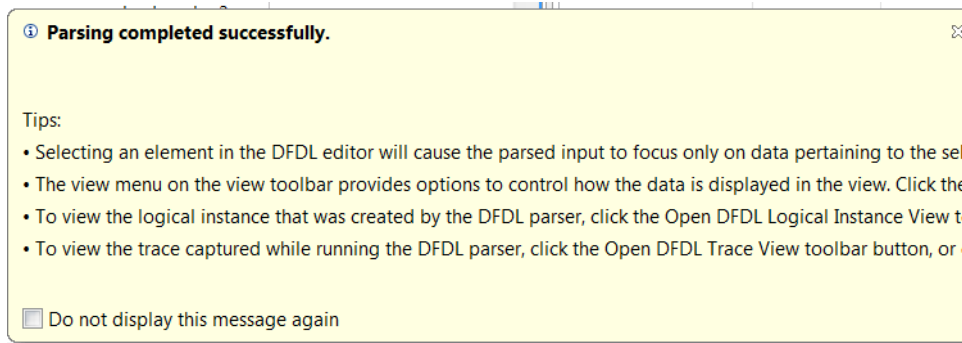 Parsing completed successfully.
Tips:
• Selecting an element in the DFDL editor will cause the parsed input to focus only on data pertaining to the
• The view menu on the view toolbar provides options to control how the data is displayed in the view. Click
• To view the logical instance that was created by the DFDL parser, click the Open DFDL Logical Instance View
• To view the trace captured while running the DFDL parser, click the Open DFDL Trace View toolbar button, or
Do not display this message again